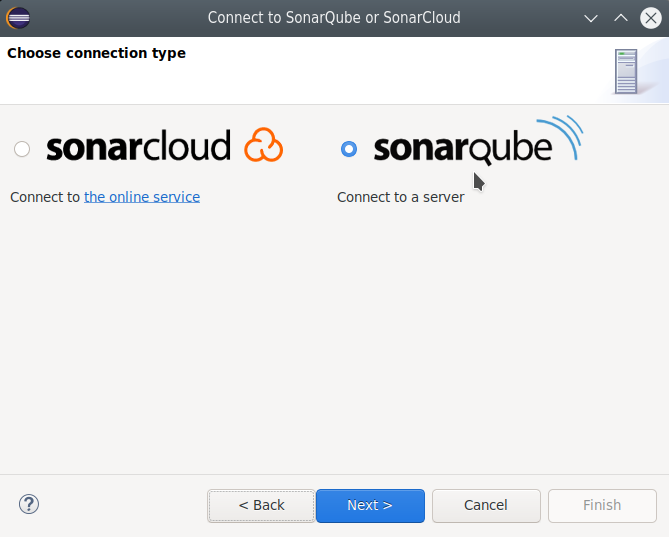 Connect to SonarQube or SonarCloud
Choose connection type
sonarcloud
sonarqube
Connect to the online service
Connect to a server
?
< Back
Next >
Cancel
Finish